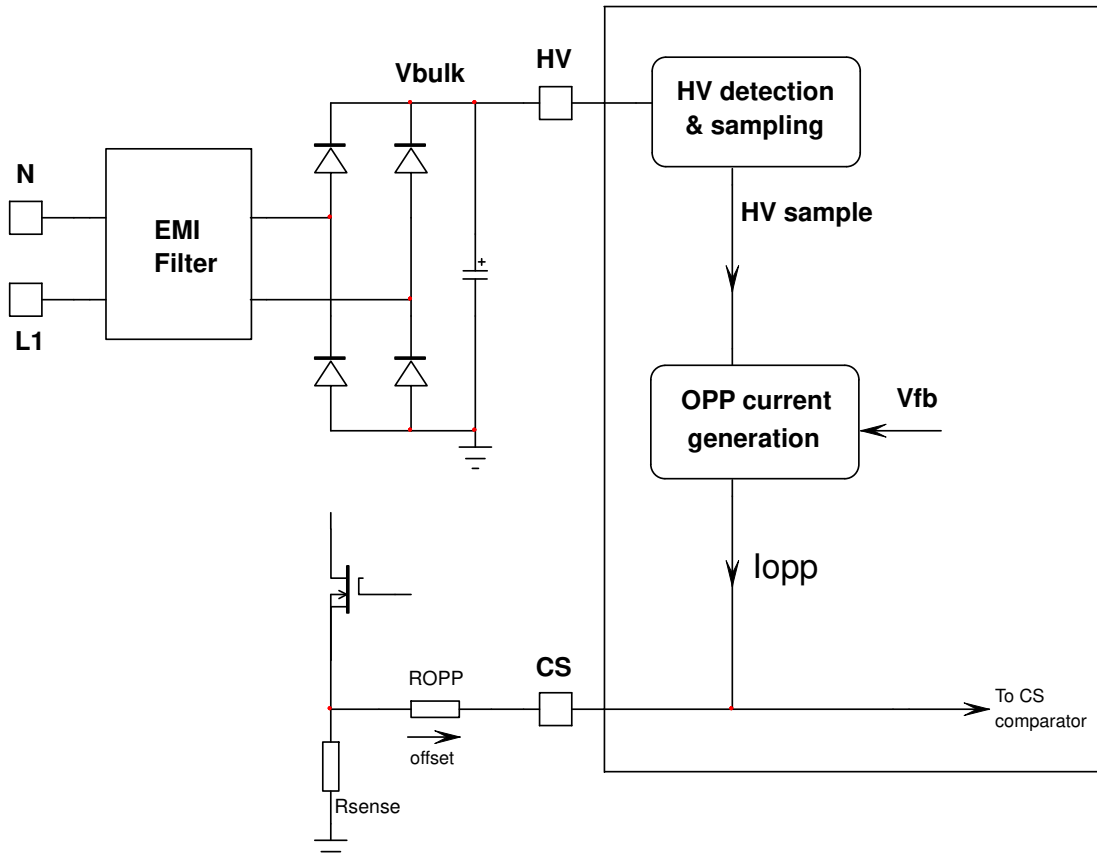 Vbulk
HV
HV detection
& sampling
N
EMI
Filter
HV sample
+
L1
OPP current
generation
Vfb
Iopp
ROPP
CS
To CS
comparator
offset
Rsense